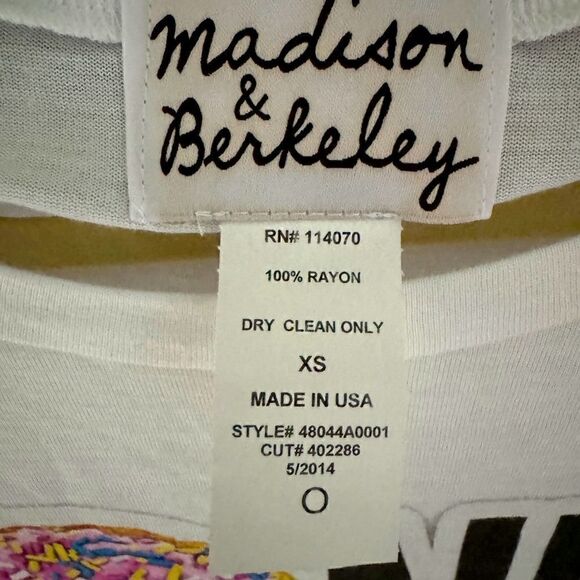 madison
&
Berkeley
RN# 114070
100% RAYON
DRY CLEAN ONLY
XS
MADE IN USA
STYLE# 48044A0001
CUT# 402286
5/2014
O